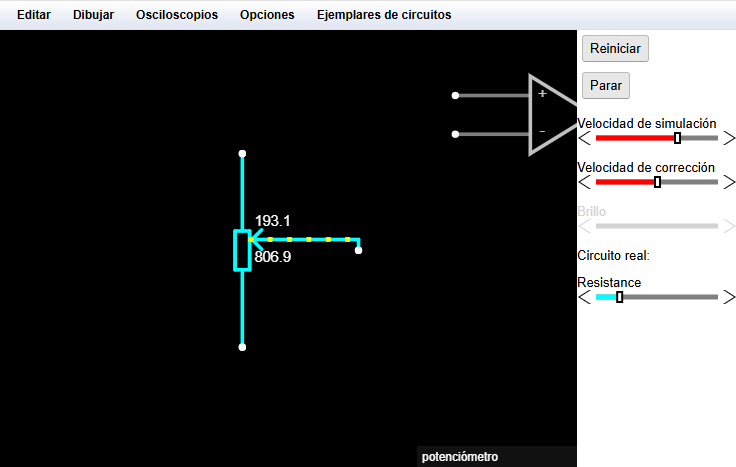 Editar Dibujar Osciloscopios Opciones Ejemplares de circuitos
Reiniciar
Parar
Velocidad de simulación
Velocidad de corrección
Brillo
Circuito real:
Resistance
+
-
193.1
806.9
potenciómetro